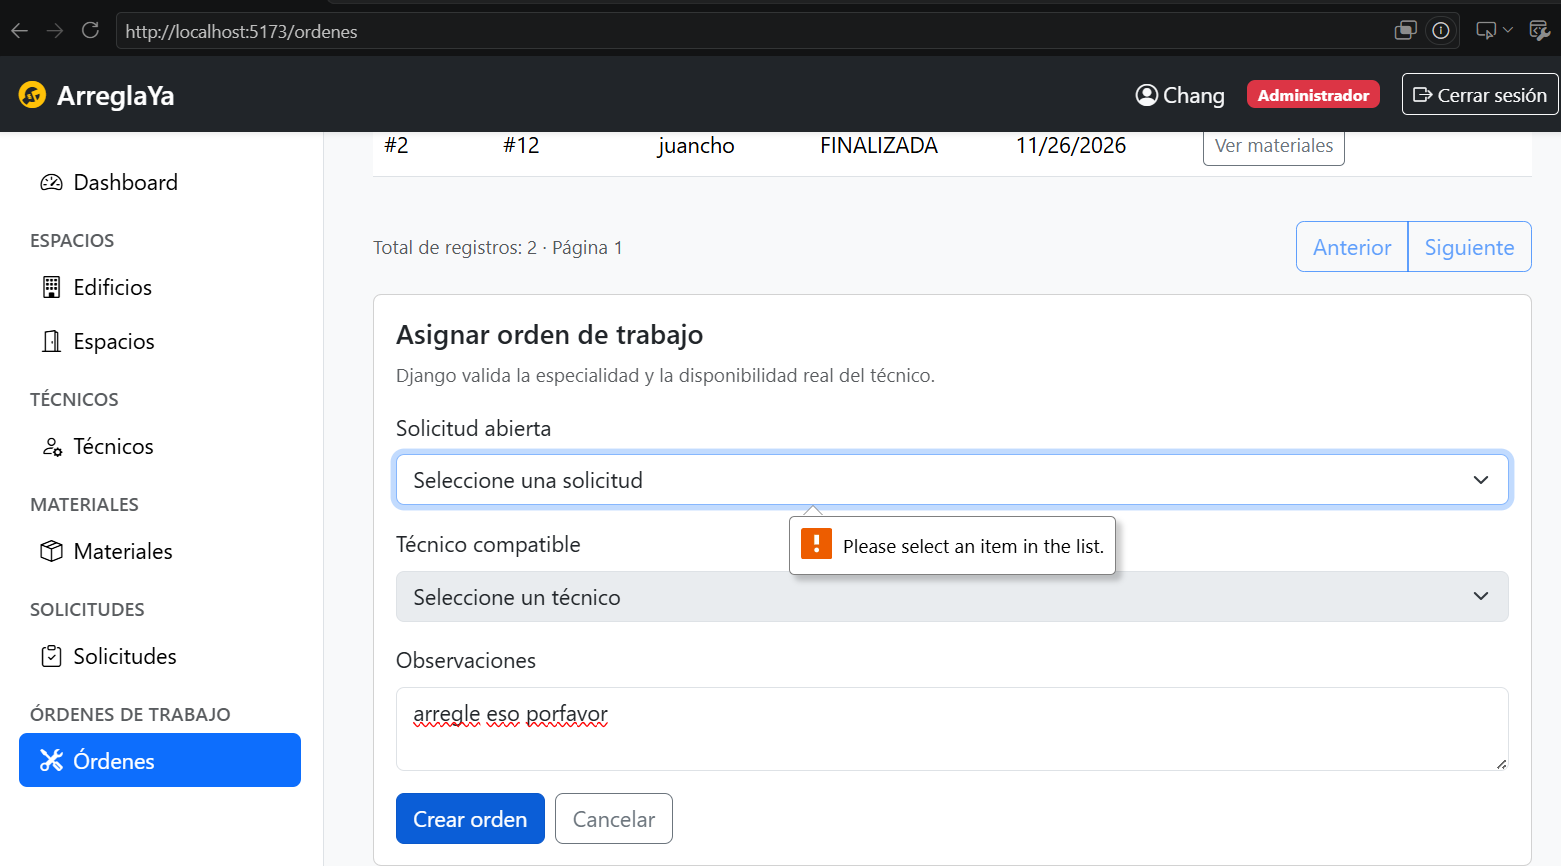 http://localhost:5173/ordenes
ArreglaYa
Chang
Administrador
Cerrar sesión
Dashboard
ESPACIOS
Edificios
Espacios
TÉCNICOS
Técnicos
MATERIALES
Materiales
SOLICITUDES
Solicitudes
ÓRDENES DE TRABAJO
Órdenes
#2 #12 juancho FINALIZADA 11/26/2026 Ver materiales
Total de registros: 2 · Página 1
Anterior
Siguiente
Asignar orden de trabajo
Django valida la especialidad y la disponibilidad real del técnico.
Solicitud abierta
Seleccione una solicitud
Please select an item in the list.
Técnico compatible
Seleccione un técnico
Observaciones
arregle eso porfavor
Crear orden
Cancelar